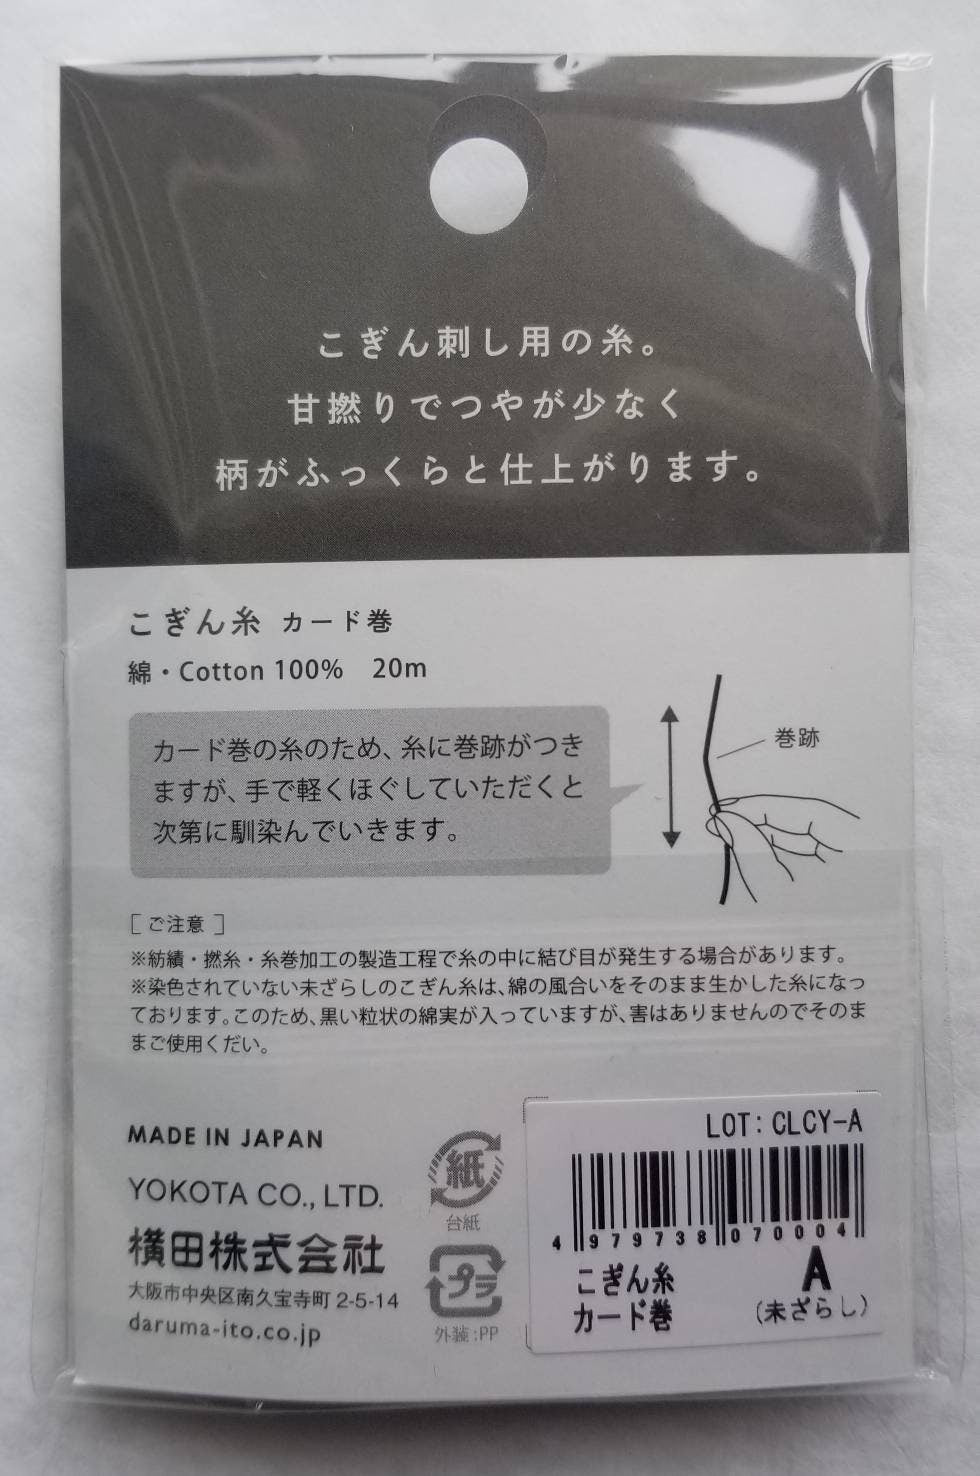 こぎん刺し用の糸。
甘撚りでつやが少なく
柄がふっくらと仕上がります。
こぎん糸 カード巻
綿・Cotton 100% 20m
カード巻の糸のため、糸に巻跡がつき
ますが、手で軽くほぐしていただくと
次第に馴染んでいきます。
巻跡
［ご注意］
※紡績・撚糸・糸巻加工の製造工程で糸の中に結び目が発生する場合があります。
※染色されていない未ざらしのこぎん糸は、綿の風合いをそのまま生かした糸になっ
ております。このため、黒い粒状の綿実が入っていますが、害はありませんのでそのま
まご使用くだい。
MADE IN JAPAN
YOKOTA CO., LTD.
横田株式会社
大阪市中央区南久宝寺町 2-5-14
daruma-ito.co.jp
紙
台紙
プラ
外装:PP
LOT: CLCY-A
4 979738 070004
こぎん糸
カード巻
A
(未ざらし)